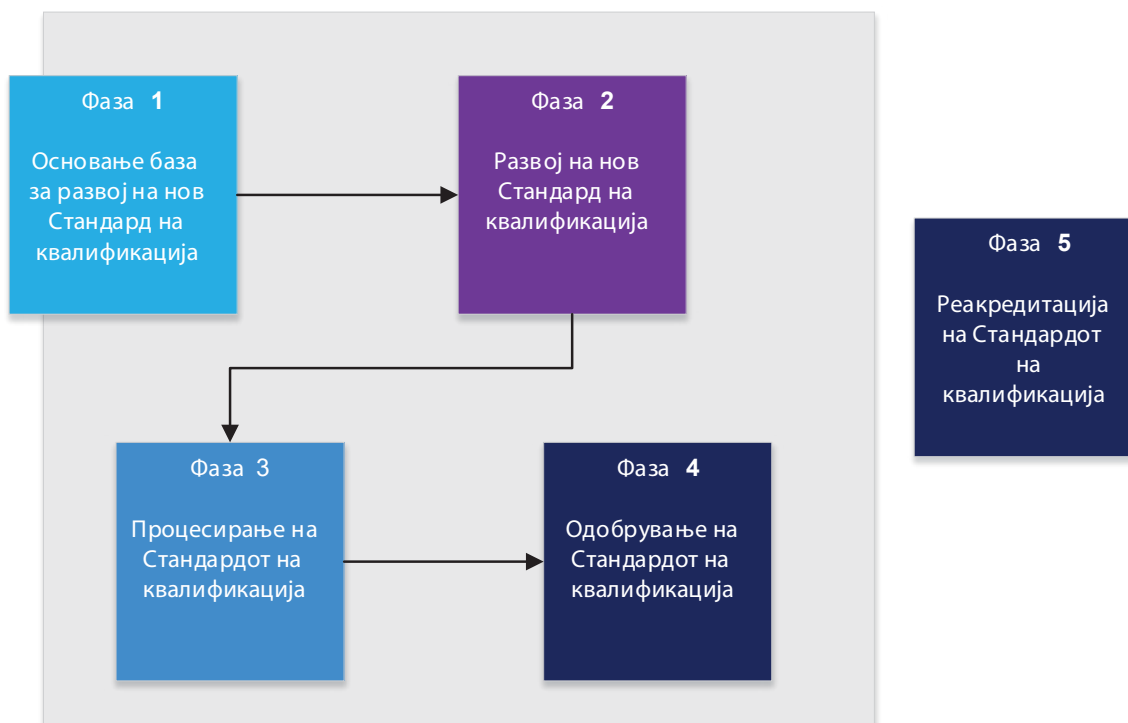 Фаза 1
Основање база
за развој на нов
Стандард на
квалификација
Фаза 2
Развој на нов
Стандард на
квалификација
Фаза 3
Процесирање на
Стандардот на
квалификација
Фаза 4
Одобрување на
Стандардот на
квалификација
Фаза 5
Реакредитација
на Стандардот
на
квалификација